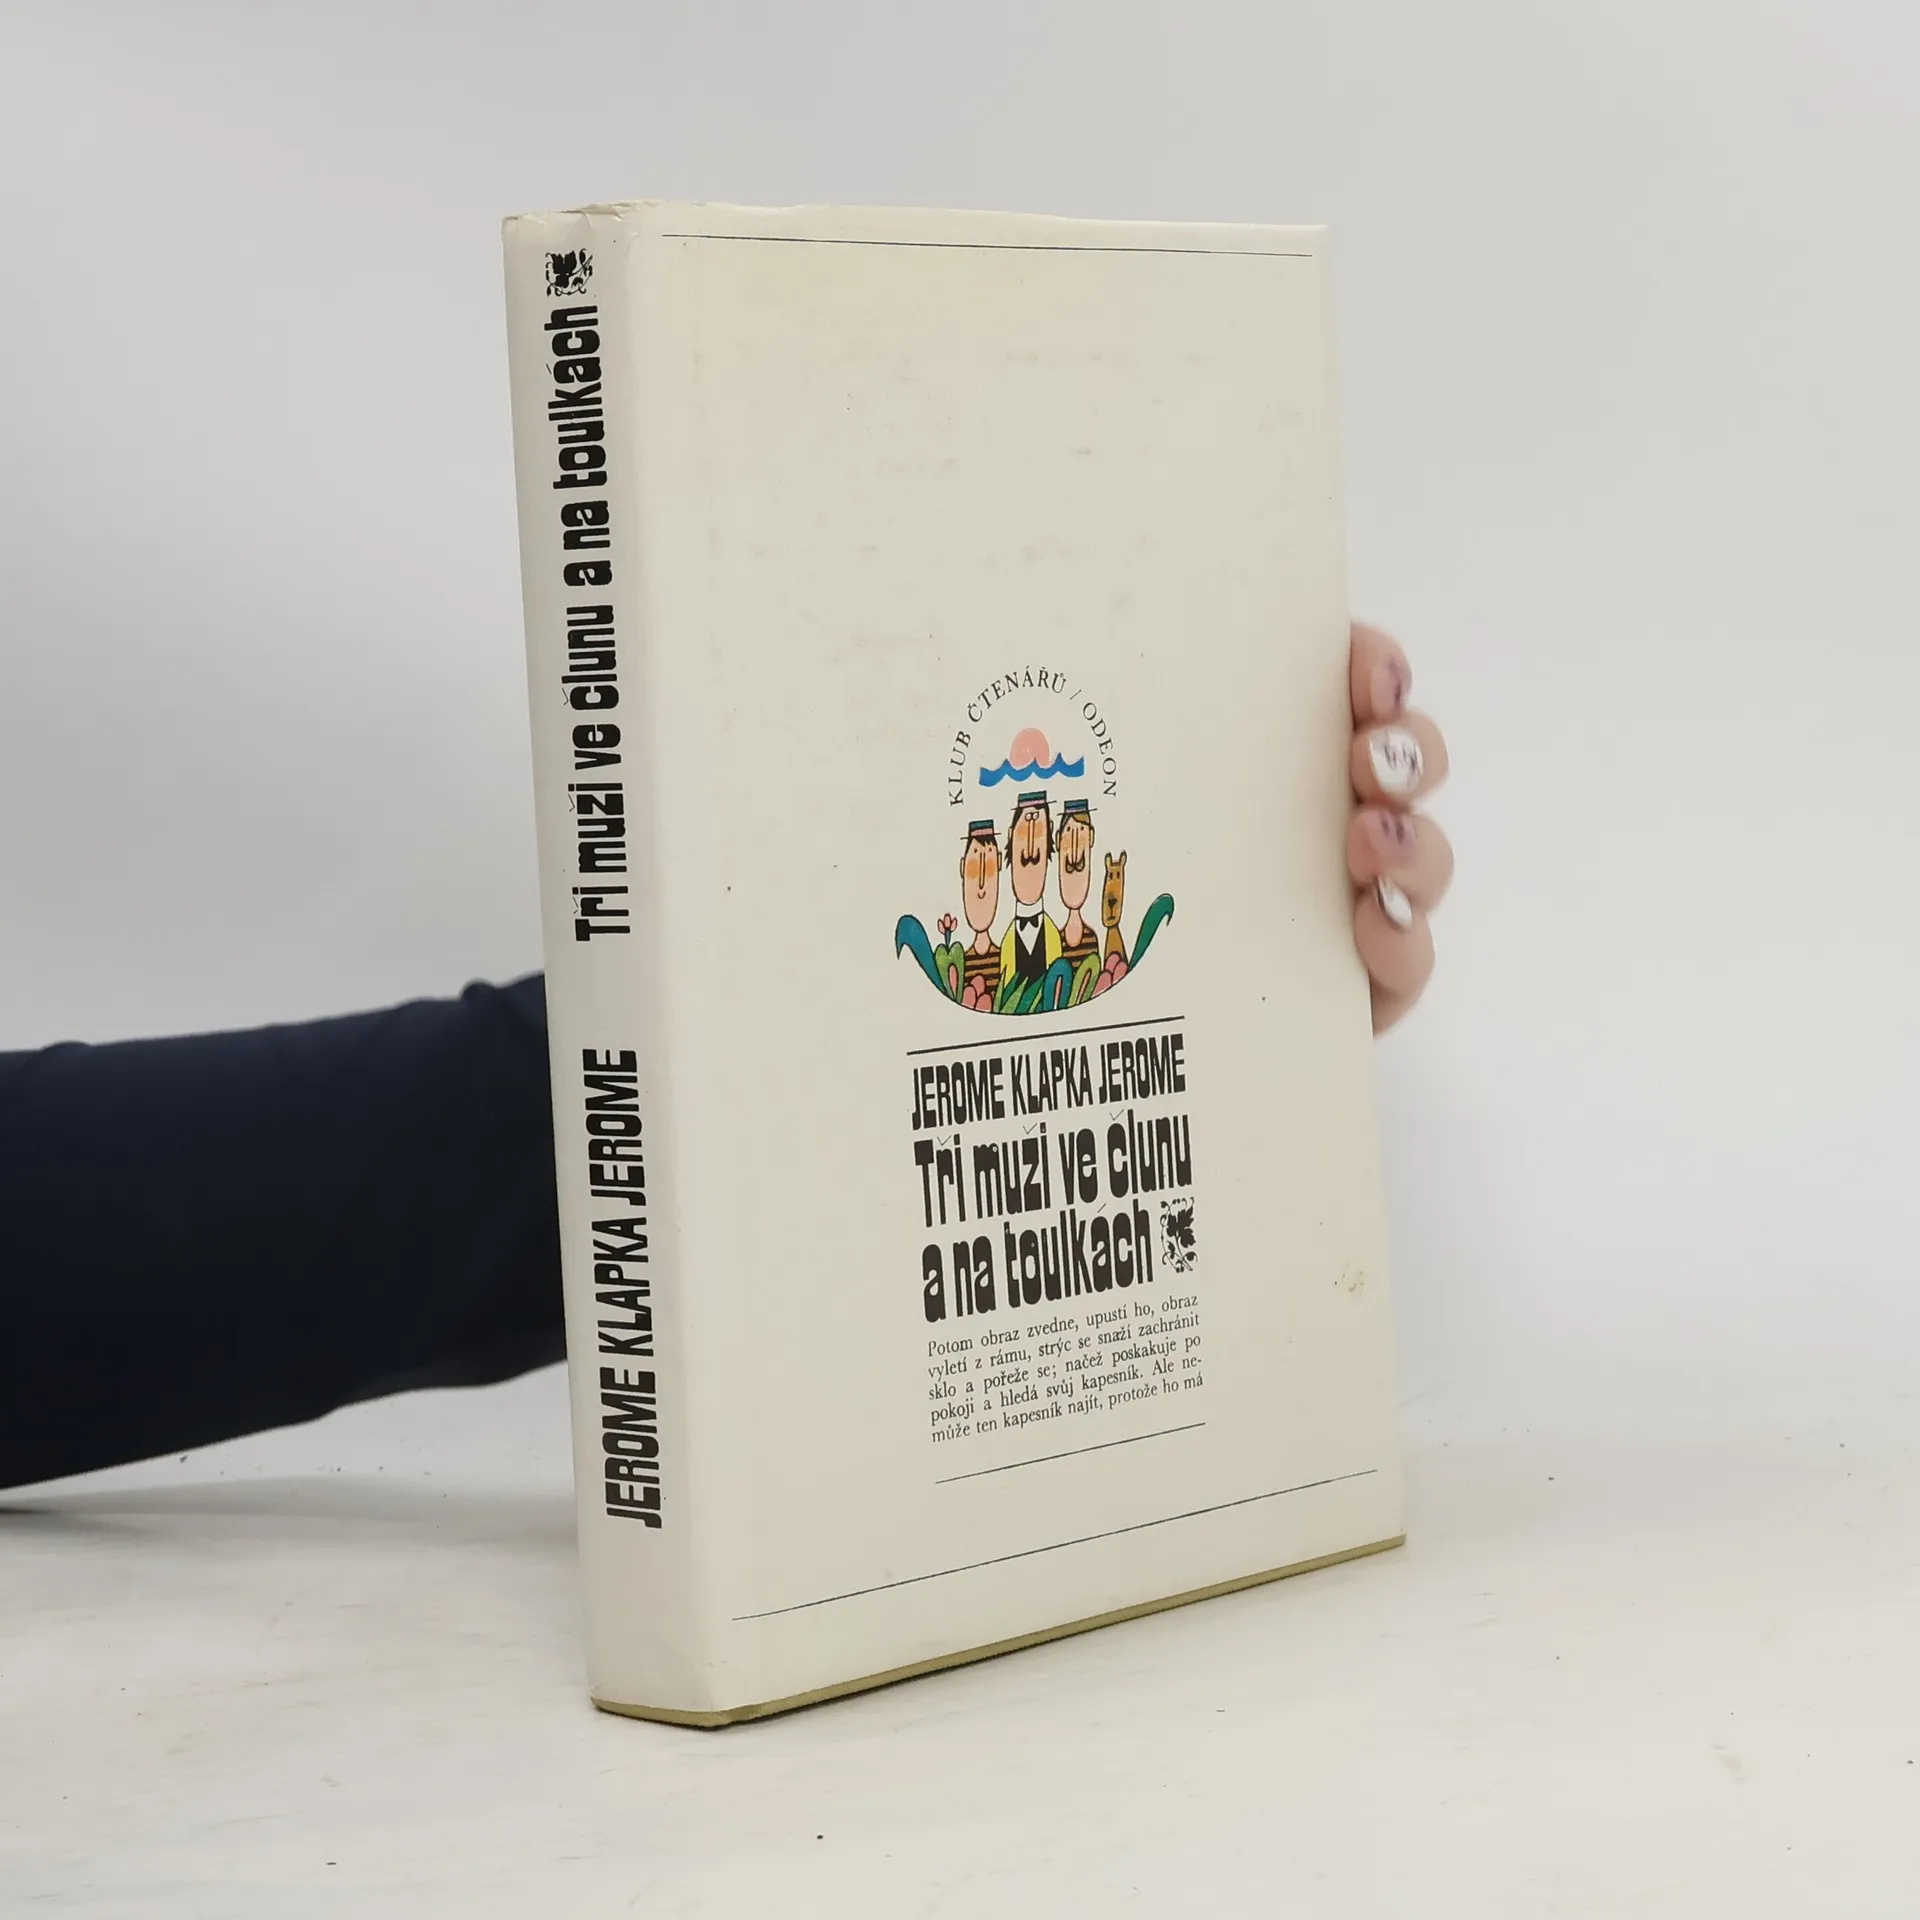 JEROME KLAPKA JEROME Tři muži ve člunu a na toulkách
KLUB ČTENÁŘŮ / ODEON
JEROME KLAPKA JEROME
Tři muži ve člunu
a na toulkách
Potom obraz zvedne, upustí ho, obraz
vyletí z rámu, strýc se snaží zachránit
sklo a pořeže se; načež poskakuje po
pokoji a hledá svůj kapesník. Ale ne-
může ten kapesník najít, protože ho má